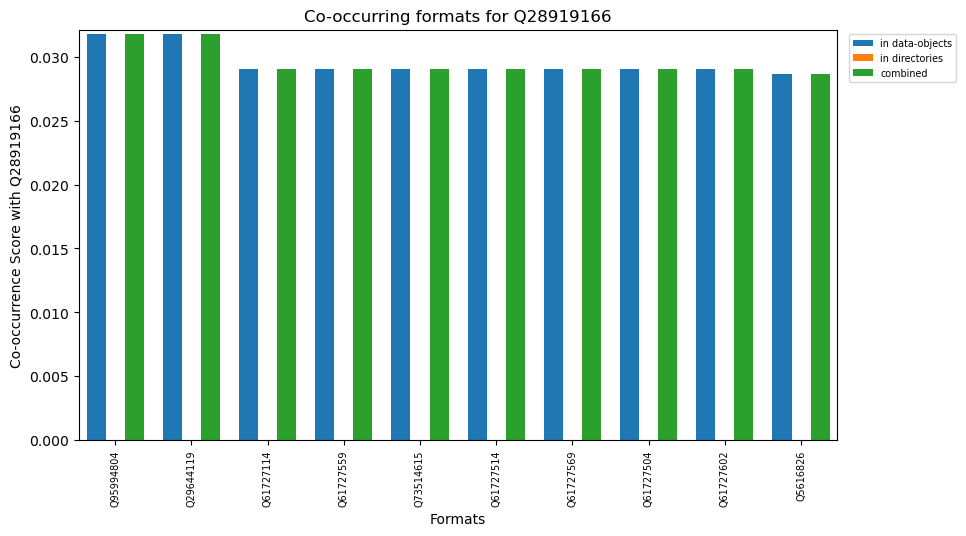 Co-occurring formats for Q28919166
in data-objects
in directories
combined
Co-occurrence Score with Q28919166
0.030
0.025
0.020
0.015
0.010
0.005
0.000
Q95994804
Q29644119
Q61727114
Q61727559
Q73514615
Q61727514
Q61727569
Q61727504
Q61727602
Q5616826
Formats